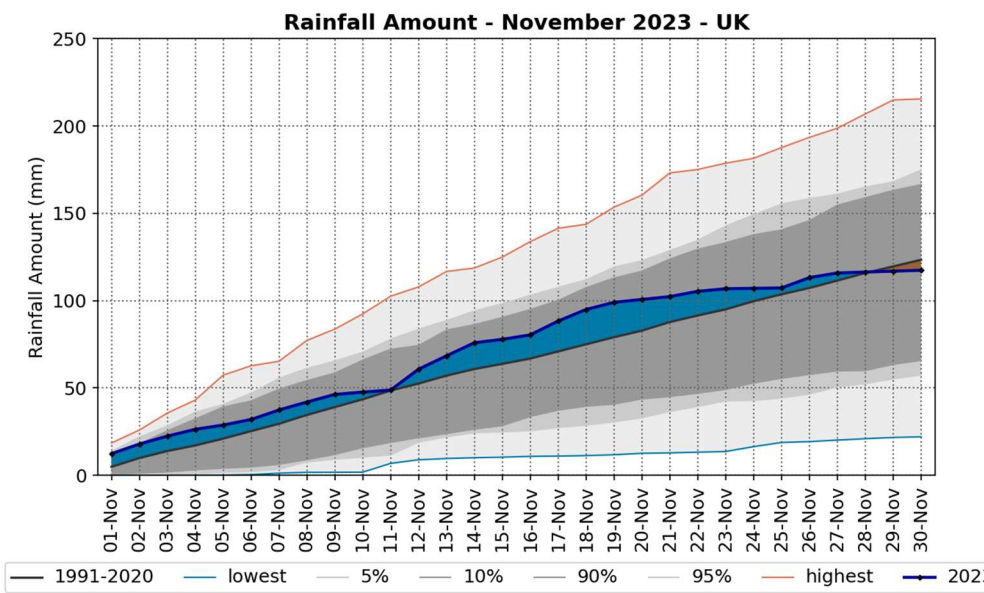 Rainfall Amount - November 2023 - UK
250
200
150
100
50
0
Rainfall Amount (mm)
01-Nov
02-Nov
03-Nov
04-Nov
05-Nov
06-Nov
07-Nov
08-Nov
09-Nov
10-Nov
11-Nov
12-Nov
13-Nov
14-Nov
15-Nov
16-Nov
17-Nov
18-Nov
19-Nov
20-Nov
21-Nov
22-Nov
23-Nov
24-Nov
25-Nov
26-Nov
27-Nov
28-Nov
29-Nov
30-Nov
1991-2020 lowest 5% 10% 90% 95% highest